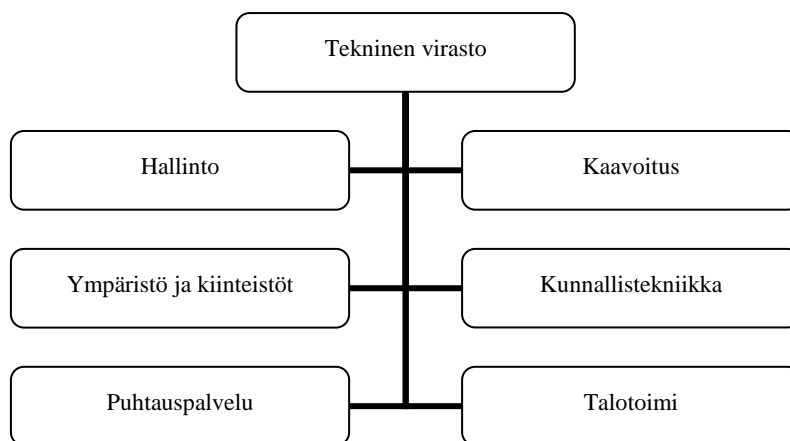 Tekninen virasto
Hallinto
Kaavoitus
Ympäristö ja kiinteistöt
Kunnallistekniikka
Puhtauspalvelu
Talotoimi